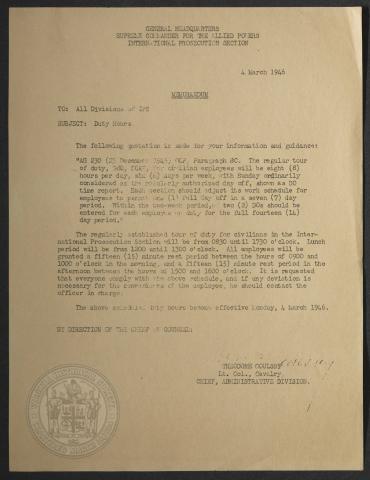 GENERAL HEADQUARTERS
SUPREME COMMANDER FOR THE ALLIED POWERS
INTERNATIONAL PROSECUTION SECTION
4 March 1946
MEMORANDUM
TO: All Divisions of IPS
SUBJECT: Duty Hours.
The following quotation is made for your information and guidance:
"AG 230 (23 December 1945) Paragraph 8C. The regular tour
of duty, for civilian employees will be eight (8)
hours per day, six (6) days per week, with Sunday ordinarily
considered as the regularly authorized day off, shown as DO
time report. Each section should adjust its work schedule for
employees to permit one (1) full day off in a seven (7) day
period. Within the two-week period, two (2) DOs should be
entered for each employee on duty for the full fourteen (14)
day period."
The regularly established tour of duty for civilians in the Inter-
national Prosecution Section will be from 0830 until 1730 o'clock. Lunch
period will be from 1200 until 1300 o'clock. All employees will be
granted a fifteen (15) minute rest period between the hours of 0900 and
1000 o'clock in the morning, and a fifteen (15) minute rest period in the
afternoon between the hours of 1500 and 1600 o'clock. It is requested
that everyone comply with the above schedule, and if any deviation is
necessary for the convenience of the employee, he should contact the
officer in charge.
The above schedule duty hours become effective Monday, 4 March 1946.
BY DIRECTION OF THE CHIEF OF COUNSEL:
THEODORE COULSBY
Lt. Col., Cavalry,
CHIEF, ADMINISTRATIVE DIVISION.